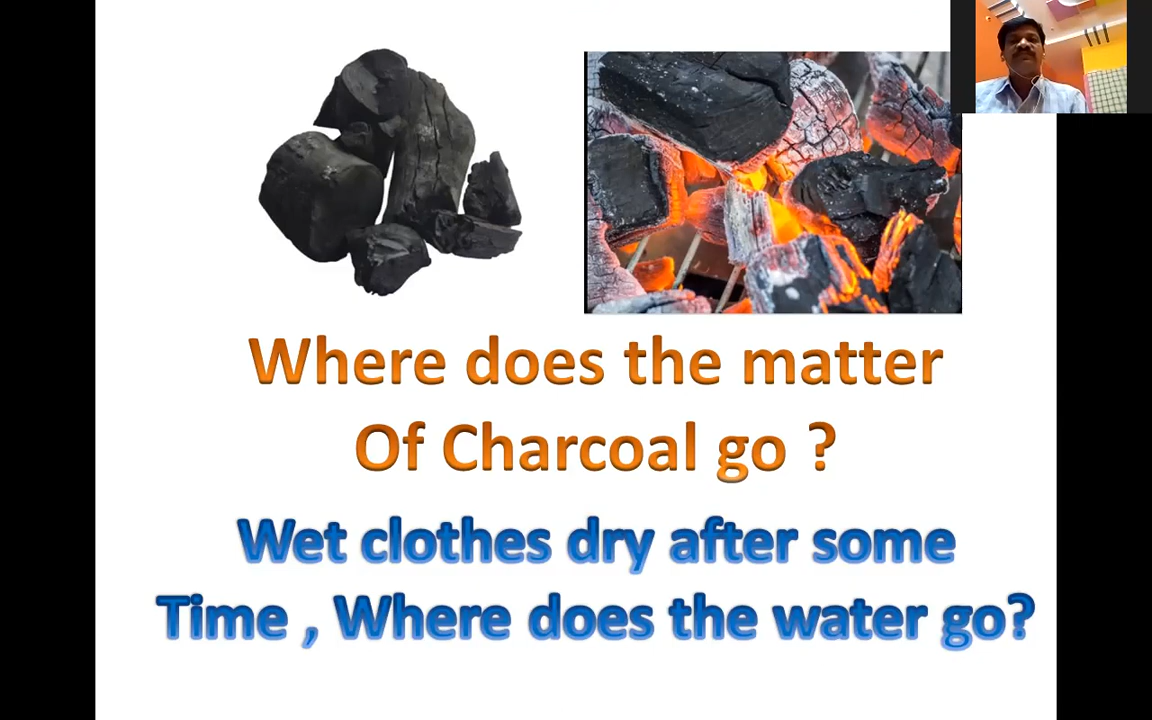 Where does the matter
Of Charcoal go ?
Wet clothes dry after some
Time , Where does the water go?